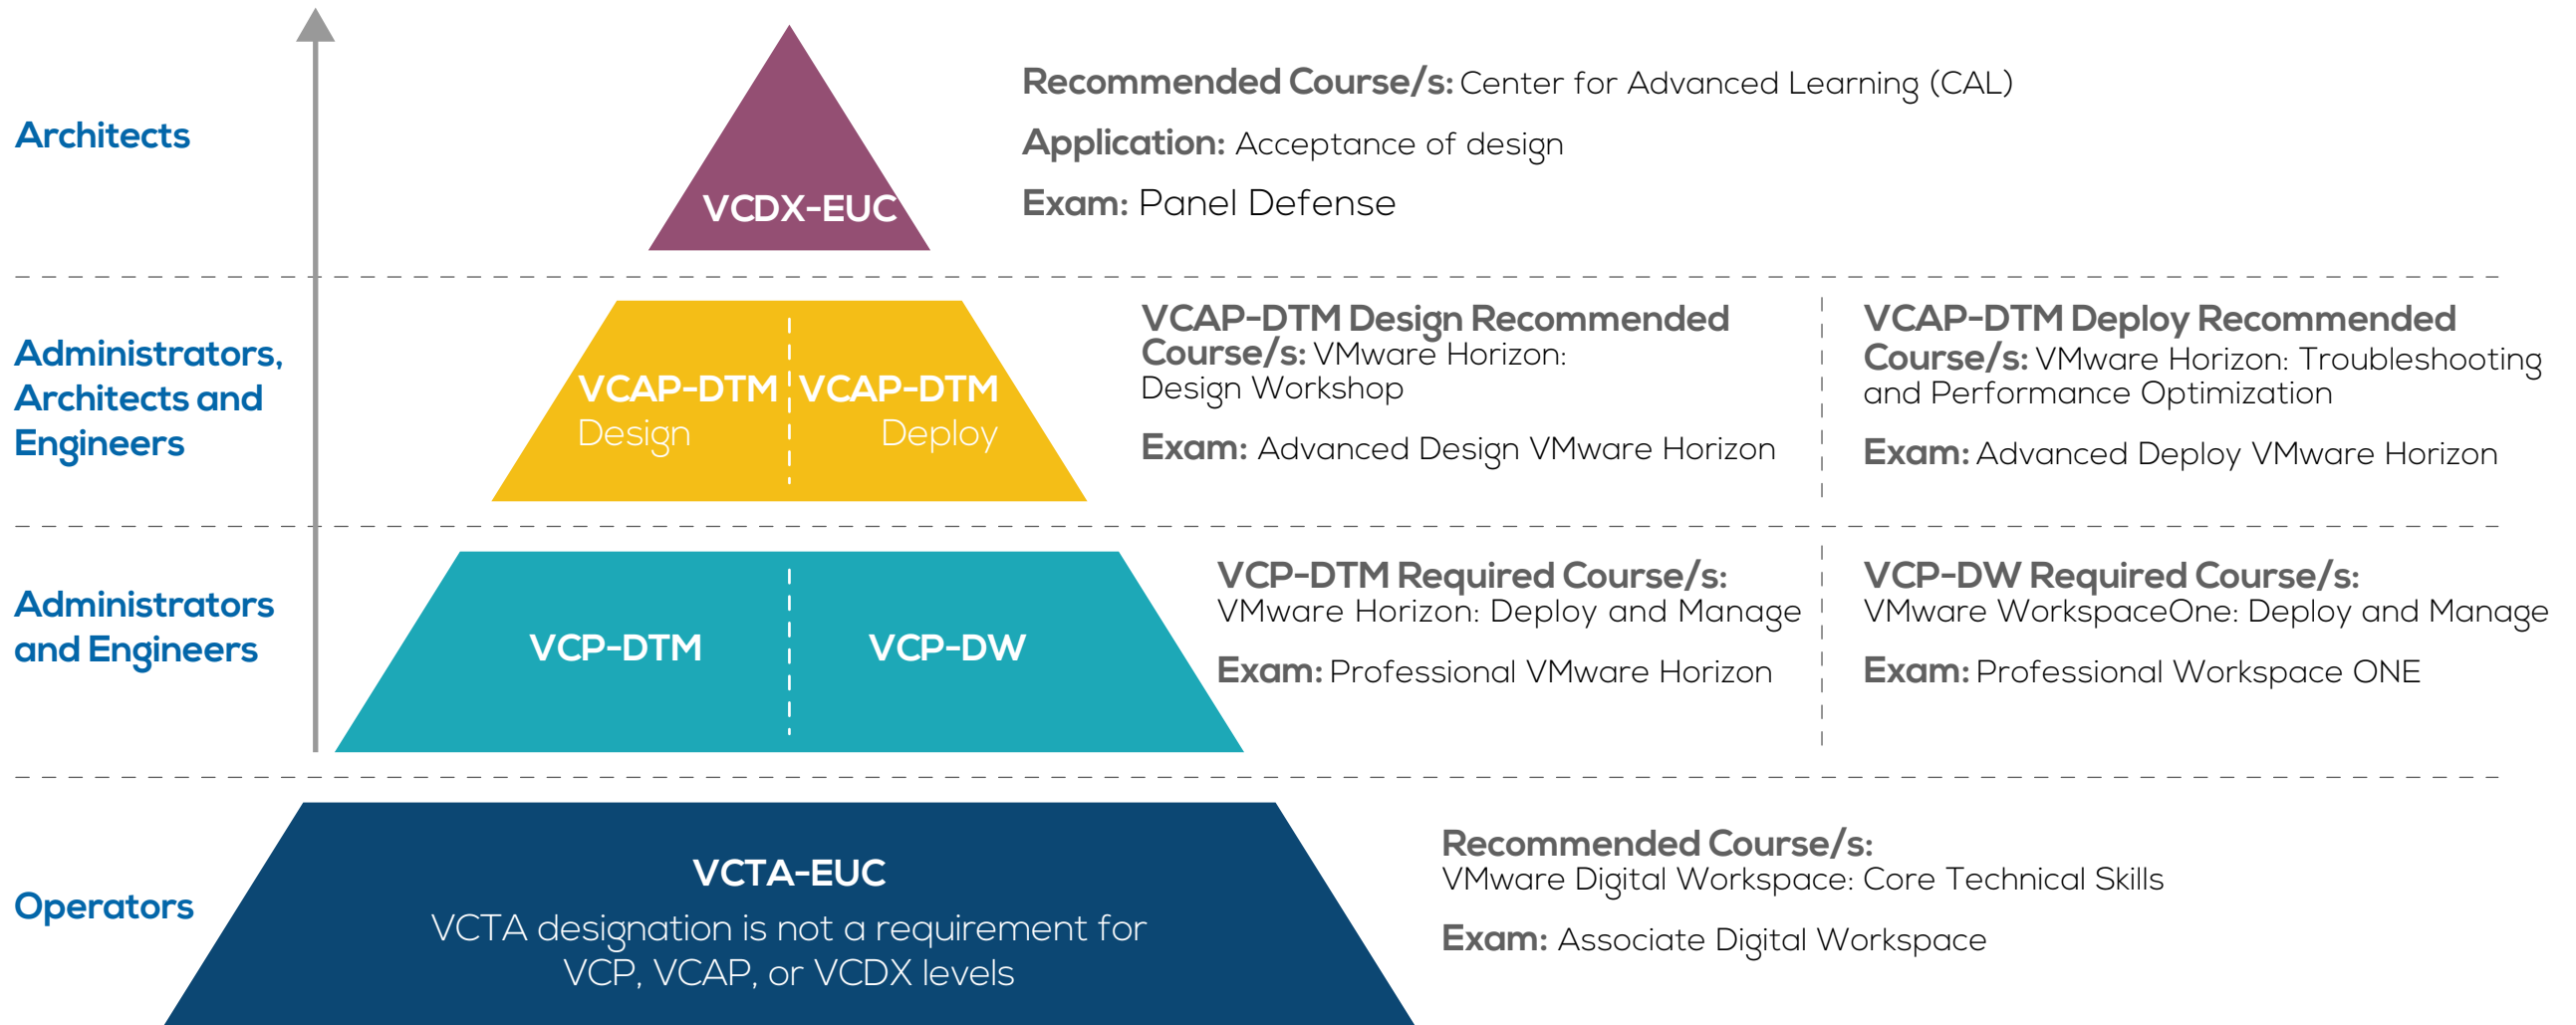 Architects
VCDX-EUC
Recommended Course/s: Center for Advanced Learning (CAL)
Application: Acceptance of design
Exam: Panel Defense
Administrators,
Architects and
Engineers
VCAP-DTM
Design
VCAP-DTM
Deploy
VCAP-DTM Design Recommended
Course/s: VMware Horizon:
Design Workshop
Exam: Advanced Design VMware Horizon
VCAP-DTM Deploy Recommended
Course/s: VMware Horizon: Troubleshooting
and Performance Optimization
Exam: Advanced Deploy VMware Horizon
Administrators
and Engineers
VCP-DTM
VCP-DW
VCP-DTM Required Course/s:
VMware Horizon: Deploy and Manage
Exam: Professional VMware Horizon
VCP-DW Required Course/s:
VMware WorkspaceOne: Deploy and Manage
Exam: Professional Workspace ONE
Operators
VCTA-EUC
VCTA designation is not a requirement for
VCP, VCAP, or VCDX levels
Recommended Course/s:
VMware Digital Workspace: Core Technical Skills
Exam: Associate Digital Workspace